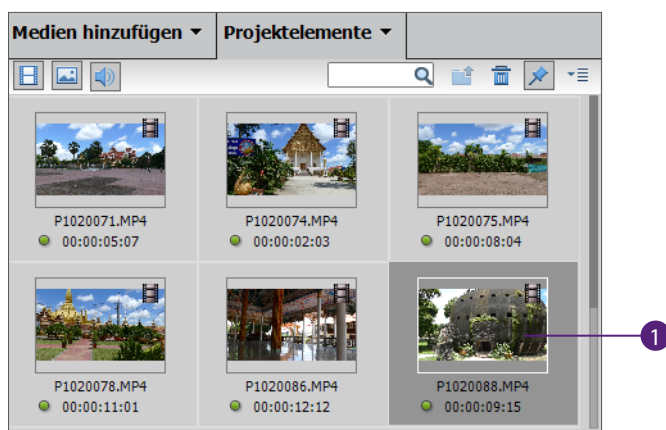 Medien hinzufügen Projektelemente
P1020071.MP4 P1020074.MP4 P1020075.MP4
00:00:05:07 00:00:02:03 00:00:08:04
P1020078.MP4 P1020086.MP4 P1020088.MP4
00:00:11:01 00:00:12:12 00:00:09:15
1